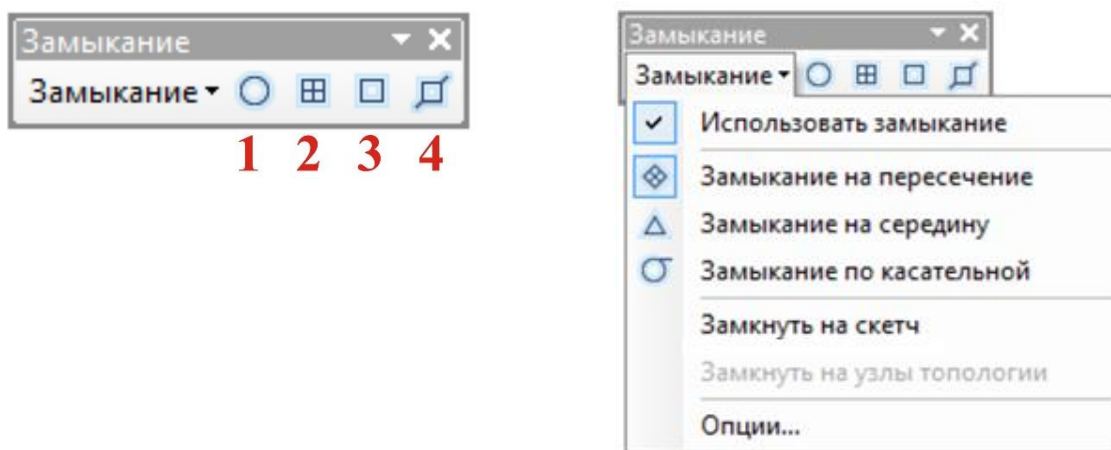 Замыкание
Замыкание
1 2 3 4
Замыкание
Замыкание
Использовать замыкание
Замыкание на пересечение
Замыкание на середину
Замыкание по касательной
Замкнуть на скетч
Замкнуть на узлы топологии
Опции...